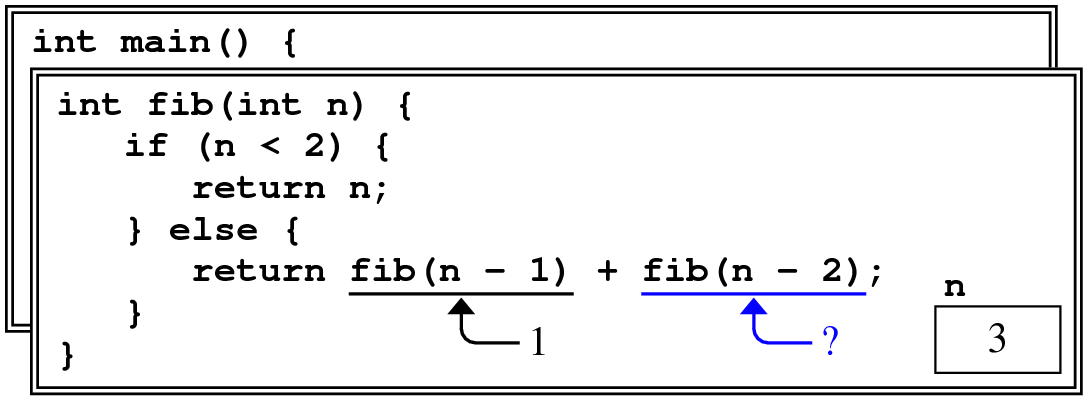 int main() {
int fib(int n) {
if (n < 2) {
return n;
} else {
return fib(n - 1) + fib(n - 2);
}
1
?
n
3
}